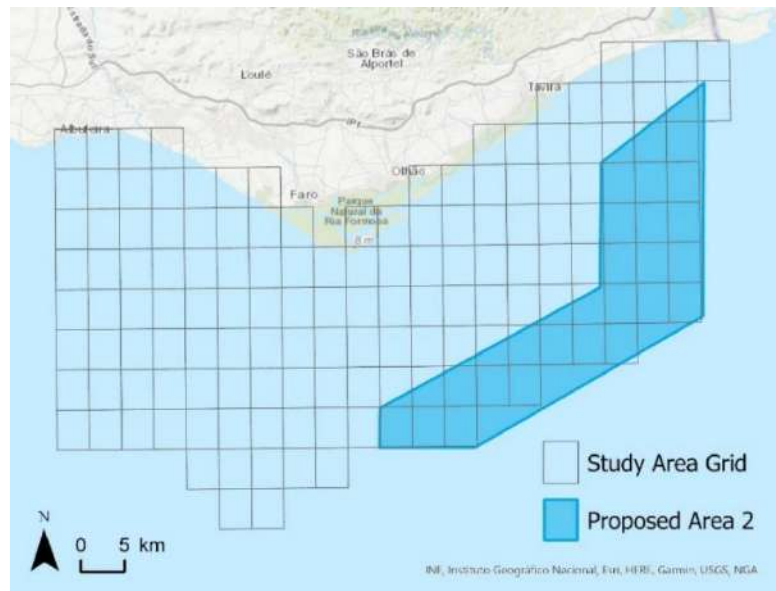 São Brás de
Alportel
Loulé
Tavira
Albufeira
Olhão
Faro
Parque
Natural da
Ria Formosa
8 m
Study Area Grid
Proposed Area 2
N
0 5 km
INE, Instituto Geográfico Nacional, Esri, HERE, Garmin, USGS, NGA